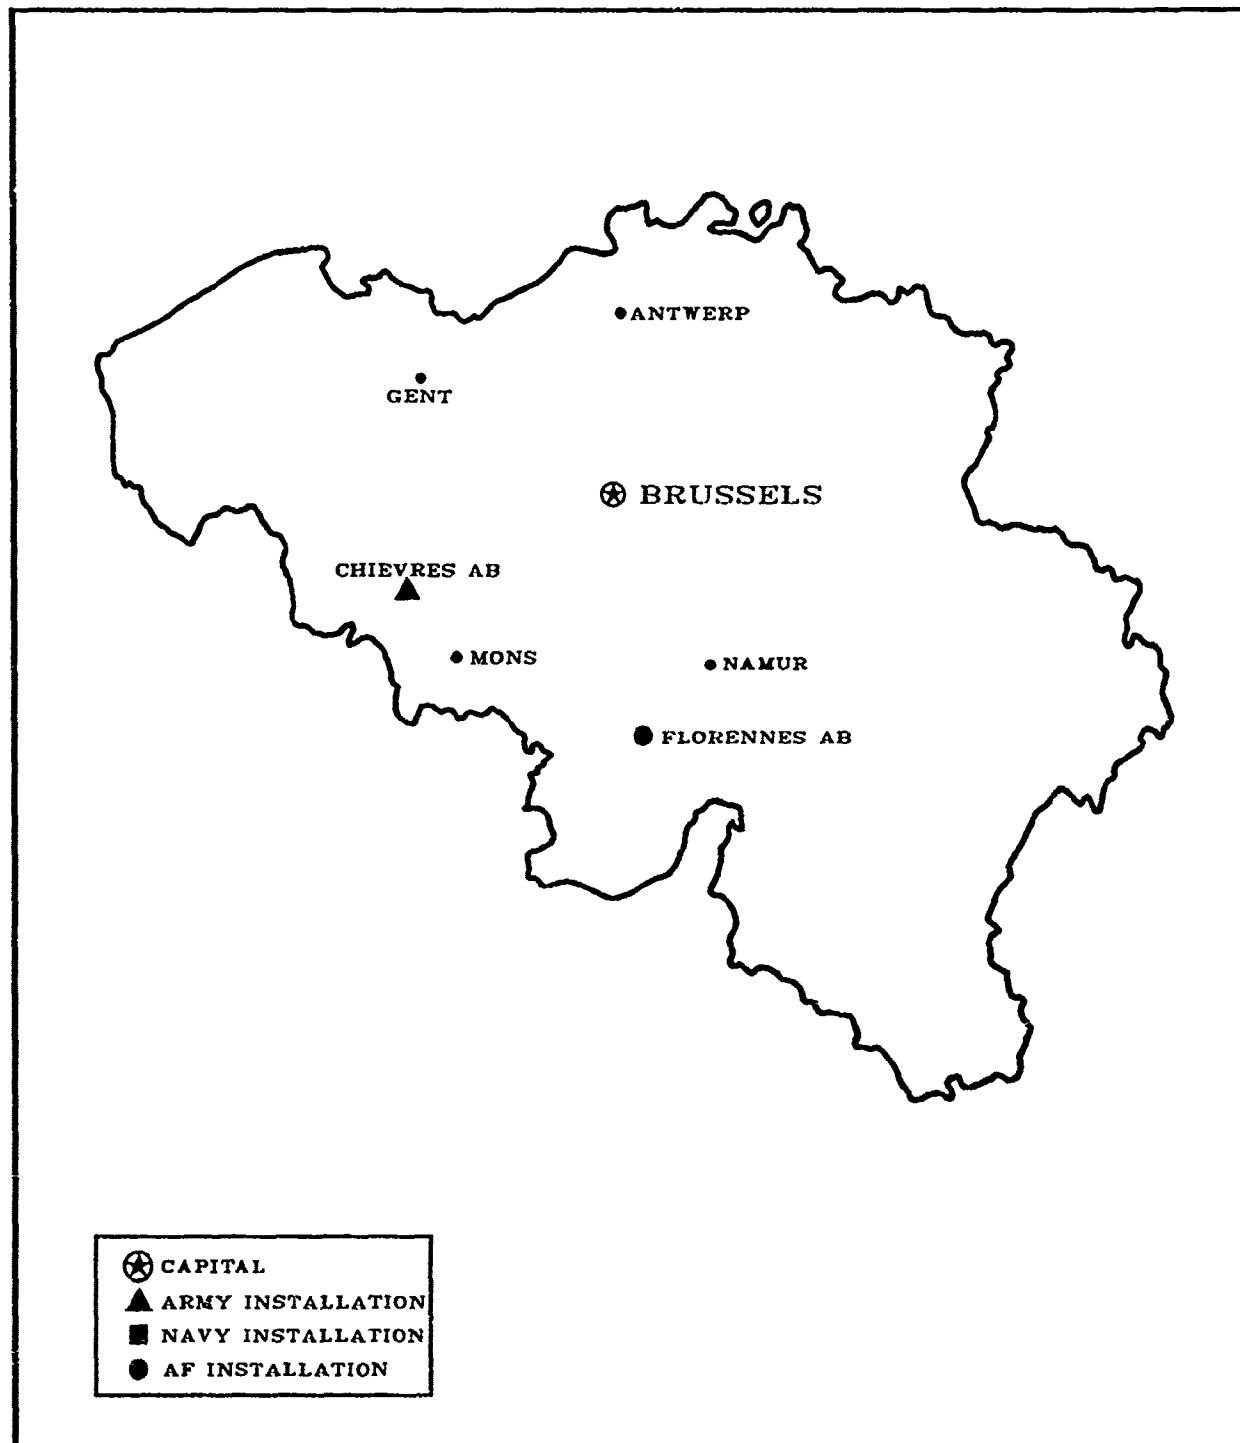 ANTWERP
GENT
BRUSSELS
CHIEVRES AB
MONS
NAMUR
FLORENNES AB
CAPITAL
ARMY INSTALLATION
NAVY INSTALLATION
AF INSTALLATION